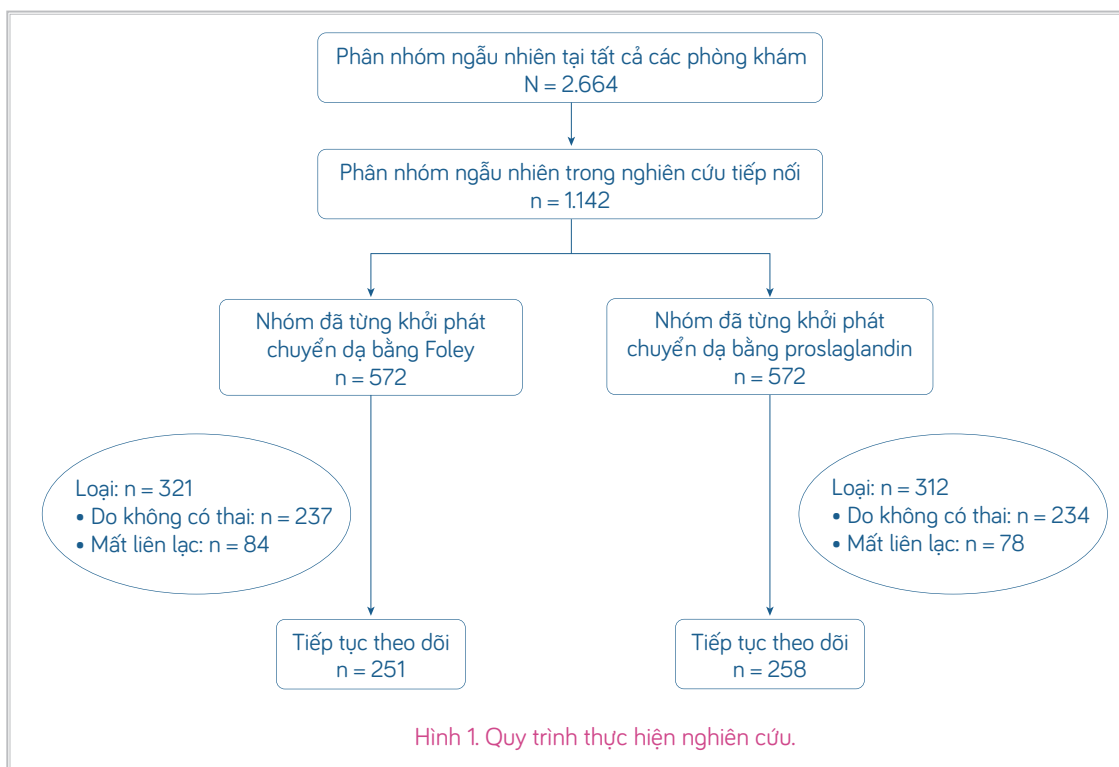 Phân nhóm ngẫu nhiên tại tất cả các phòng khám
N = 2.664
Phân nhóm ngẫu nhiên trong nghiên cứu tiếp nối
n = 1.142
Nhóm đã từng khởi phát
chuyển dạ bằng Foley
n = 572
Nhóm đã từng khởi phát
chuyển dạ bằng proslaglandin
n = 572
Loại: n = 321
• Do không có thai: n = 237
• Mất liên lạc: n = 84
Loại: n = 312
• Do không có thai: n = 234
• Mất liên lạc: n = 78
Tiếp tục theo dõi
n = 251
Tiếp tục theo dõi
n = 258
Hình 1. Quy trình thực hiện nghiên cứu.